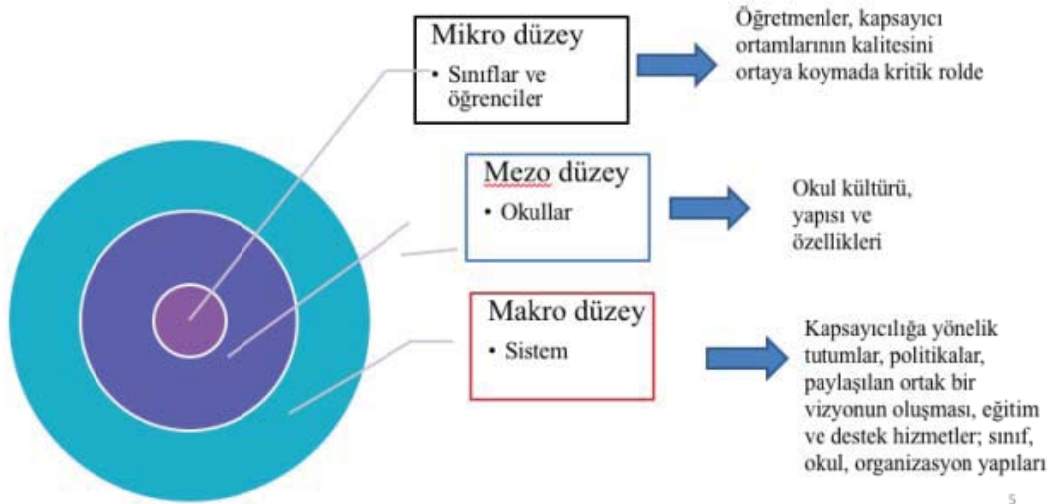 Mikro düzey
• Sınıflar ve
öğrenciler
Öğretmenler, kapsayıcı
ortamlarının kalitesini
ortaya koymada kritik rolde
Mezo düzey
• Okullar
Okul kültürü,
yapısı ve
özellikleri
Makro düzey
• Sistem
Kapsayıcılığa yönelik
tutumlar, politikalar,
paylaşılan ortak bir
vizyonun oluşması, eğitim
ve destek hizmetler; sınıf,
okul, organizasyon yapıları
5